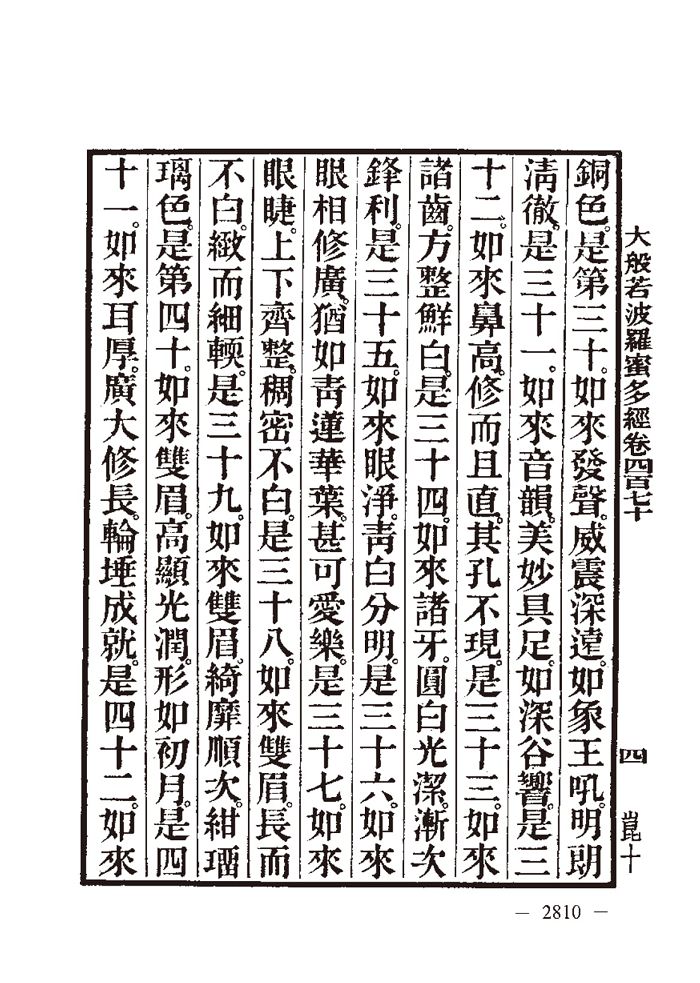 大般若波羅蜜多經卷四百七十
四
崑十
銅色。是第三十。如來發聲。威震深遠。如象王吼。明朗
清徹。是三十一。如來音韻。美妙具足。如深谷響。是三
十二。如來鼻高。修而且直。其孔不現。是三十三。如來
諸齒。方整鮮白。是三十四。如來諸牙。圓白光潔。漸次
鋒利。是三十五。如來眼淨。青白分明。是三十六。如來
眼相修廣。猶如青蓮華葉。甚可愛樂。是三十七。如來
眼睫。上下齊整。稠密不白。是三十八。如來雙眉。長而
不白。緻而細輭。是三十九。如來雙眉。綺靡順次。紺瑠
璃色。是第四十。如來雙眉。高顯光潤。形如初月。是四
十一。如來耳厚。廣大修長。輪埵成就。是四十二。如來
— 2810 —